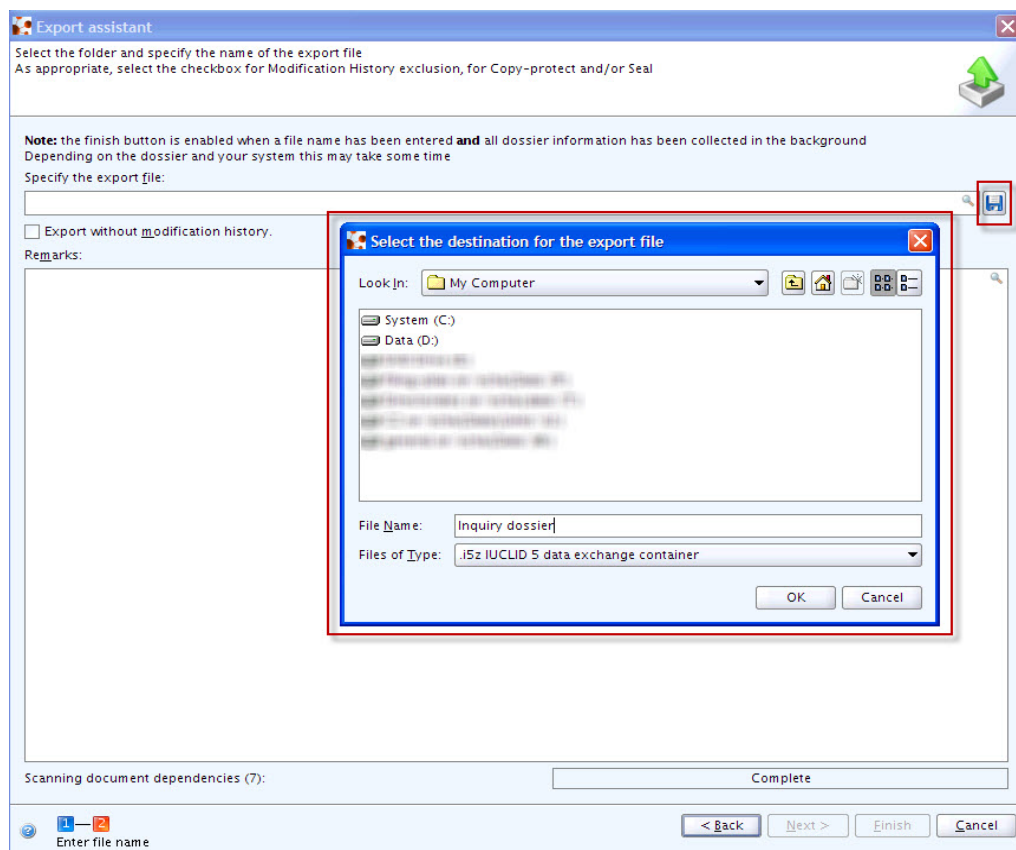 Export assistant
Select the folder and specify the name of the export file
As appropriate, select the checkbox for Modification History exclusion, for Copy-protect and/or Seal
Note: the finish button is enabled when a file name has been entered and all dossier information has been collected in the background
Depending on the dossier and your system this may take some time
Specify the export file:
Export without modification history.
Remarks:
Select the destination for the export file
Look In: My Computer
System (C:)
Data (D:)
File Name: Inquiry dossier
Files of Type: .i5z IUCLID 5 data exchange container
OK Cancel
Scanning document dependencies (7): Complete
1 2
Enter file name
< Back Next > Finish Cancel